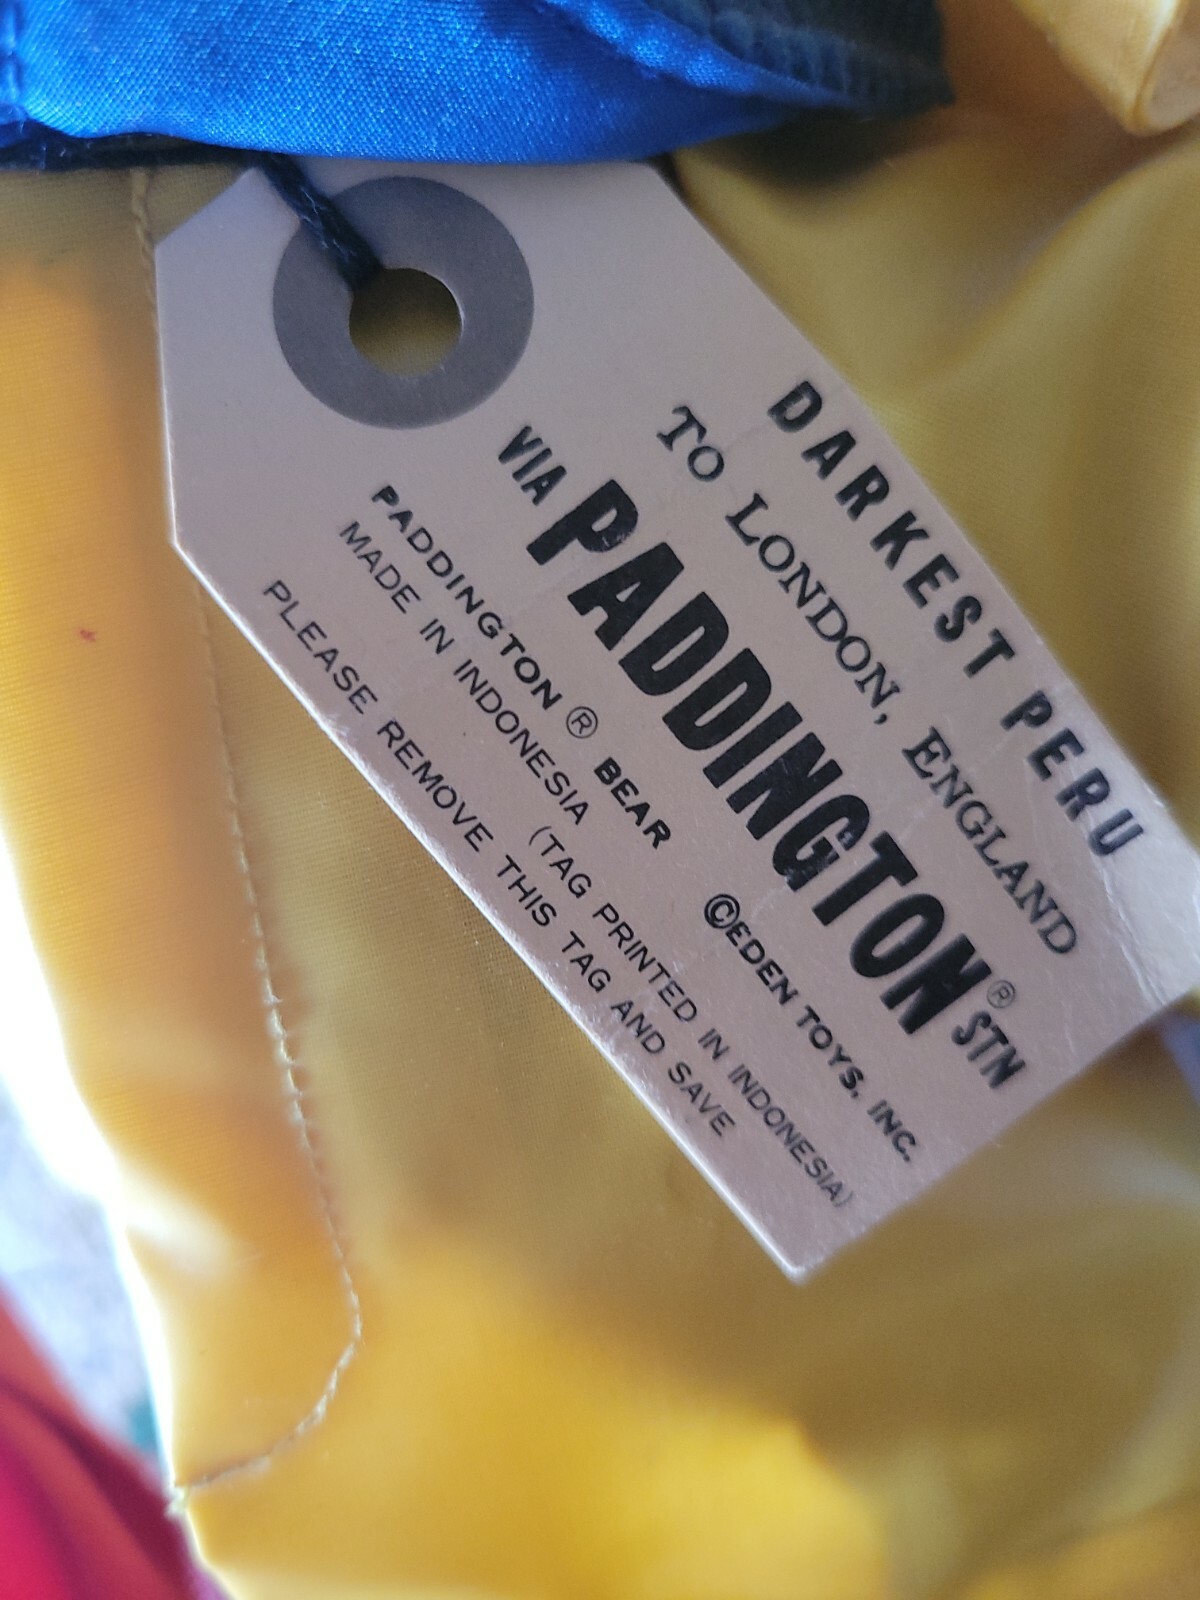 DARKEST PERU
TO LONDON, ENGLAND
VIA PADDINGTON® STN
PADDINGTON® BEAR ©EDEN TOYS, INC.
MADE IN INDONESIA (TAG PRINTED IN INDONESIA)
PLEASE REMOVE THIS TAG AND SAVE